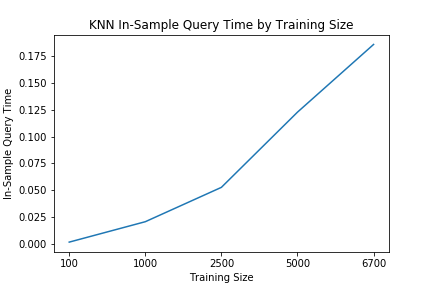 KNN In-Sample Query Time by Training Size
0.175
0.150
0.125
0.100
0.075
0.050
0.025
0.000
In-Sample Query Time
100 1000 2500 5000 6700
Training Size